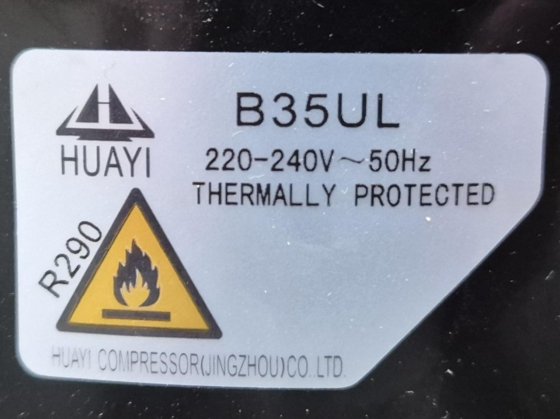 B35UL
HUAYI
220-240V~50Hz
THERMALLY PROTECTED
R290
HUAYI COMPRESSOR(JINGZHOU)CO.LTD.